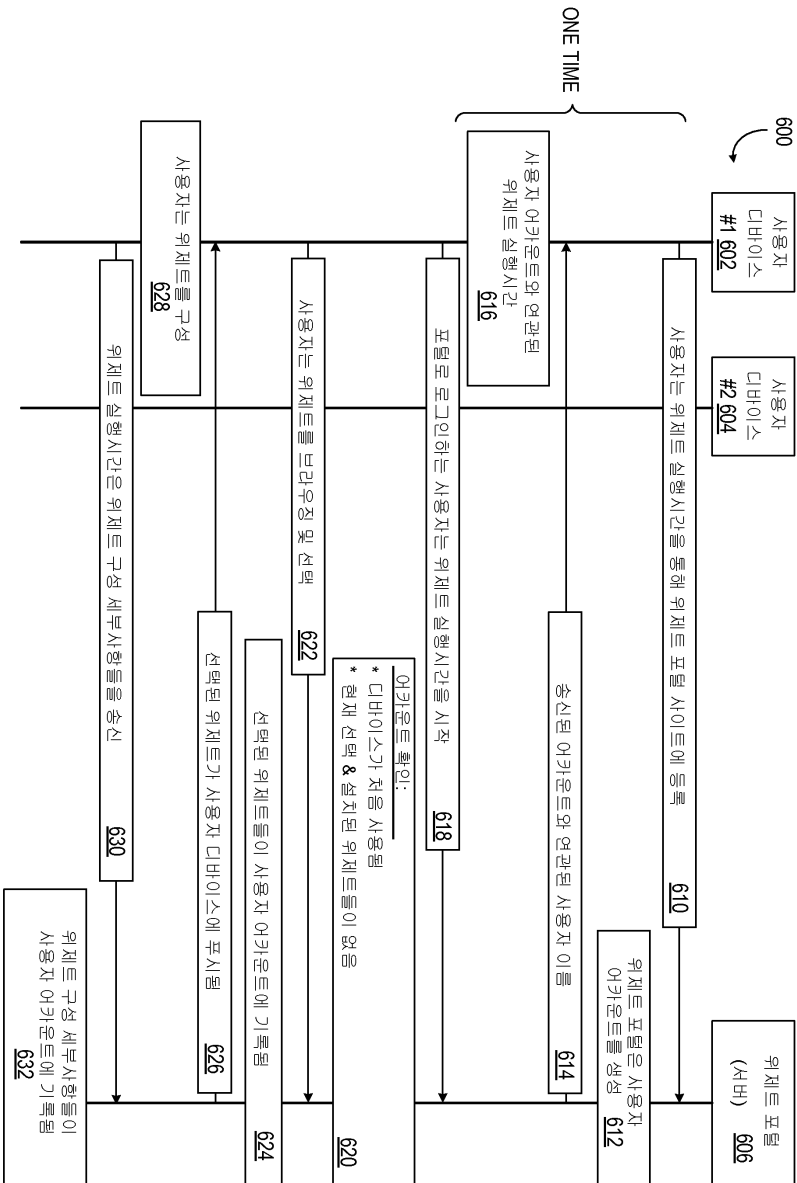 600
사용자
디바이스
#1 602
사용자
디바이스
#2 604
위제트 포털
(서버) 606
ONE TIME
사용자는 위제트 실행시간을 통해 위제트 포털 사이트에 등록 610
위제트 포털은 사용자
어카운트를 생성
612
송신된 어카운트와 연관된 사용자 이름 614
사용자 어카운트와 연관된
위제트 실행시간
616
포털로 로그인하는 사용자는 위제트 실행시간을 시작 618
어카운트 확인:
* 디바이스가 처음 사용됨
* 현재 선택 & 설치된 위제트들이 없음
620
사용자는 위제트를 브라우징 및 선택 622
선택된 위제트들이 사용자 어카운트에 기록됨 624
선택된 위제트가 사용자 디바이스에 푸시됨 626
사용자는 위제트를 구성
628
위제트 실행시간은 위제트 구성 세부사항들을 송신 630
위제트 구성 세부사항들이
사용자 어카운트에 기록됨
632